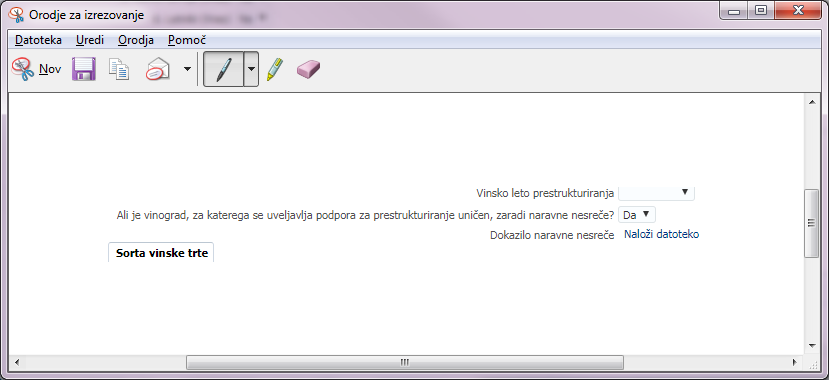 Orodje za izrezovanje
Datoteka Uredi Orodja Pomoč
Nov
Vinsko leto prestrukturiranja
Ali je vinograd, za katerega se uveljavlja podpora za prestrukturiranje uničen, zaradi naravne nesreče? Da
Dokazilo naravne nesreče Naloži datoteko
Sorta vinske trte